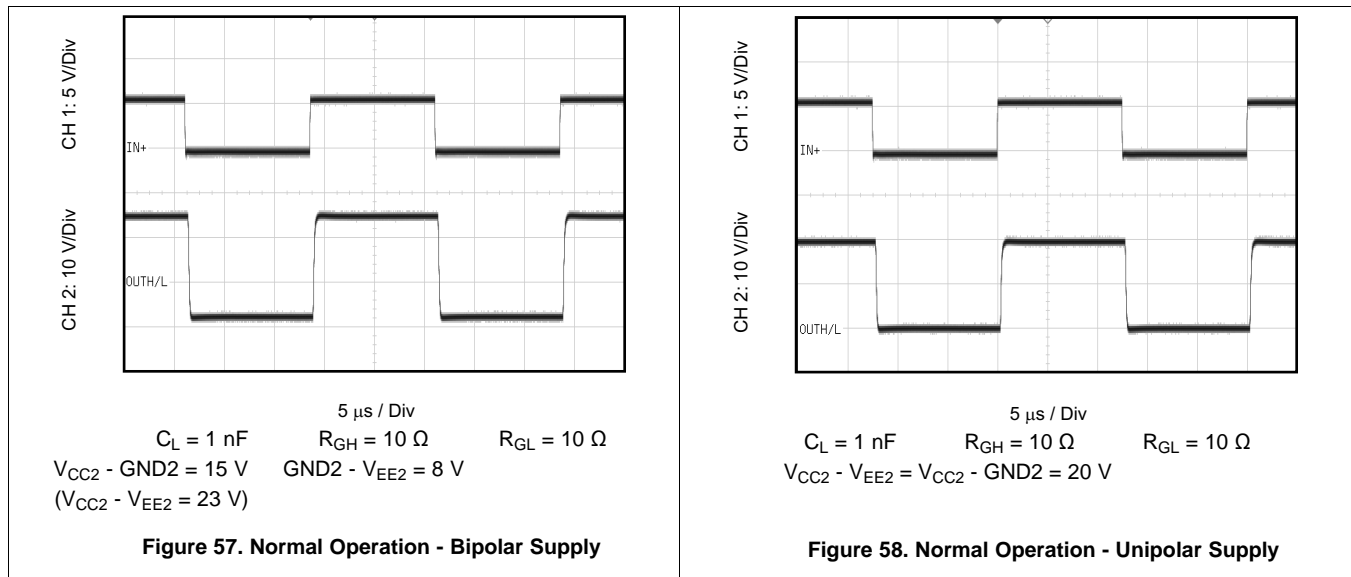 CH 1: 5 V/Div
IN+
CH 2: 10 V/Div
OUTH/L
5 μs / Div
C_L = 1 nF R_GH = 10 Ω R_GL = 10 Ω
V_CC2 - GND2 = 15 V GND2 - V_EE2 = 8 V
(V_CC2 - V_EE2 = 23 V)
Figure 57. Normal Operation - Bipolar Supply
CH 1: 5 V/Div
IN+
CH 2: 10 V/Div
OUTH/L
5 μs / Div
C_L = 1 nF R_GH = 10 Ω R_GL = 10 Ω
V_CC2 - V_EE2 = V_CC2 - GND2 = 20 V
Figure 58. Normal Operation - Unipolar Supply